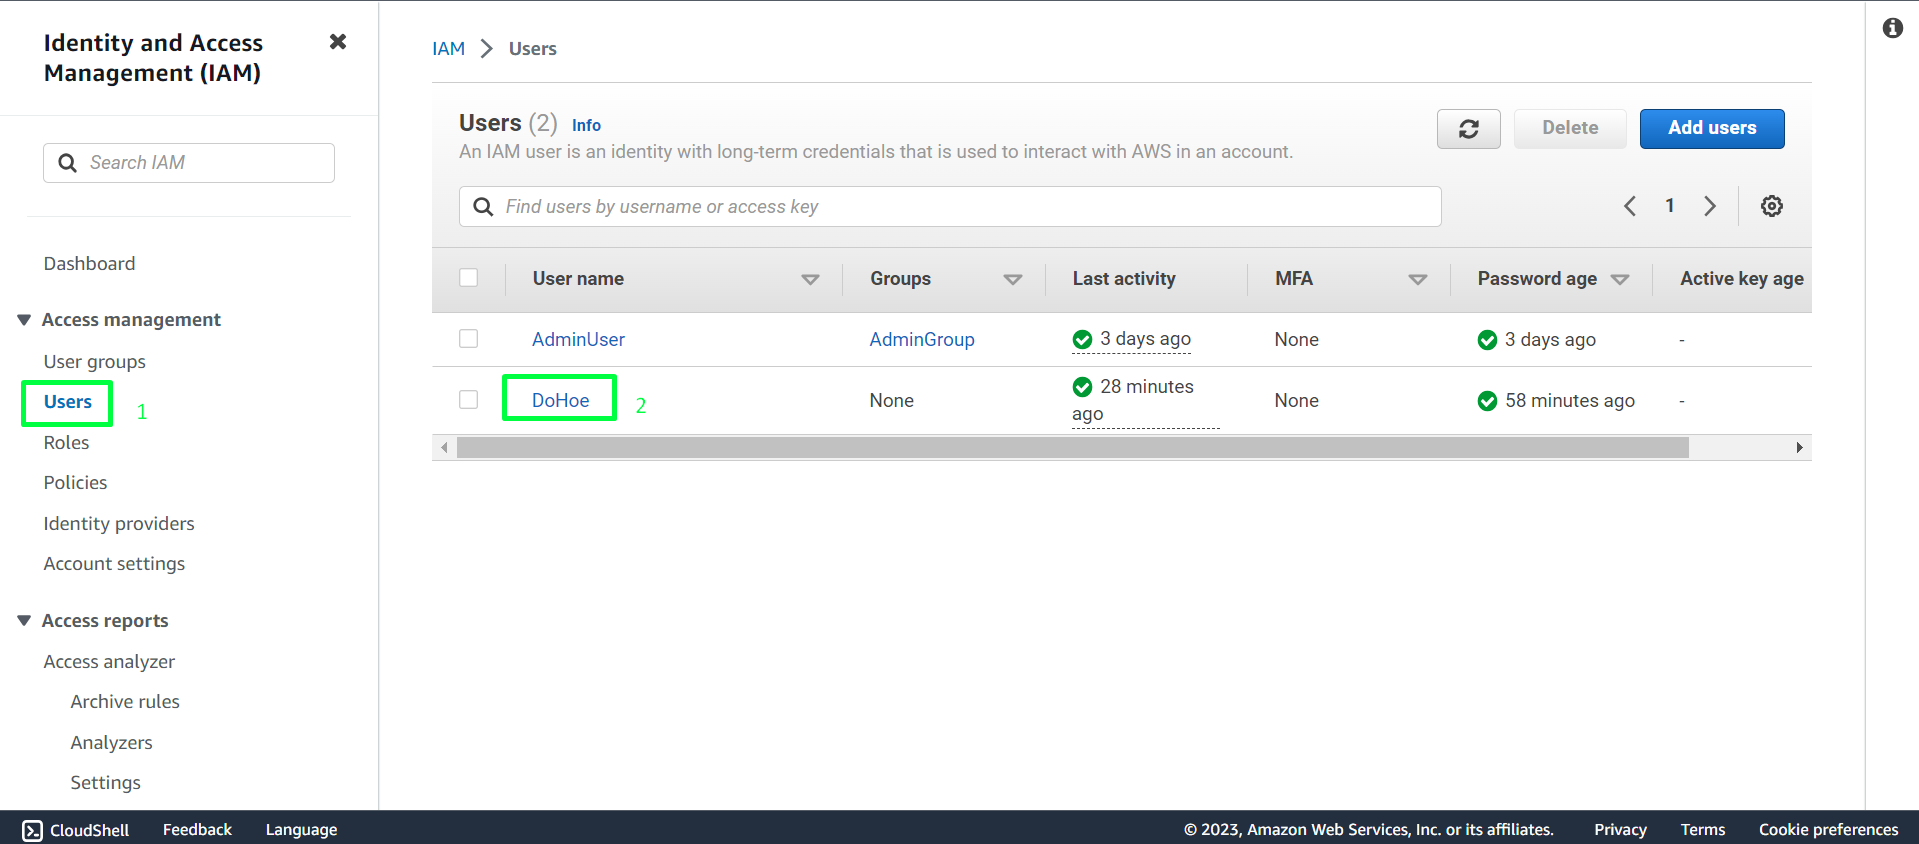 Identity and Access
Management (IAM)
Search IAM
Dashboard
Access management
User groups
Users 1
Roles
Policies
Identity providers
Account settings
Access reports
Access analyzer
Archive rules
Analyzers
Settings
IAM > Users
Users (2) Info
An IAM user is an identity with long-term credentials that is used to interact with AWS in an account.
Delete
Add users
Find users by username or access key
1
User name Groups Last activity MFA Password age Active key age
AdminUser AdminGroup 3 days ago None 3 days ago -
DoHoe 2 None 28 minutes ago None 58 minutes ago -
CloudShell Feedback Language © 2023, Amazon Web Services, Inc. or its affiliates. Privacy Terms Cookie preferences